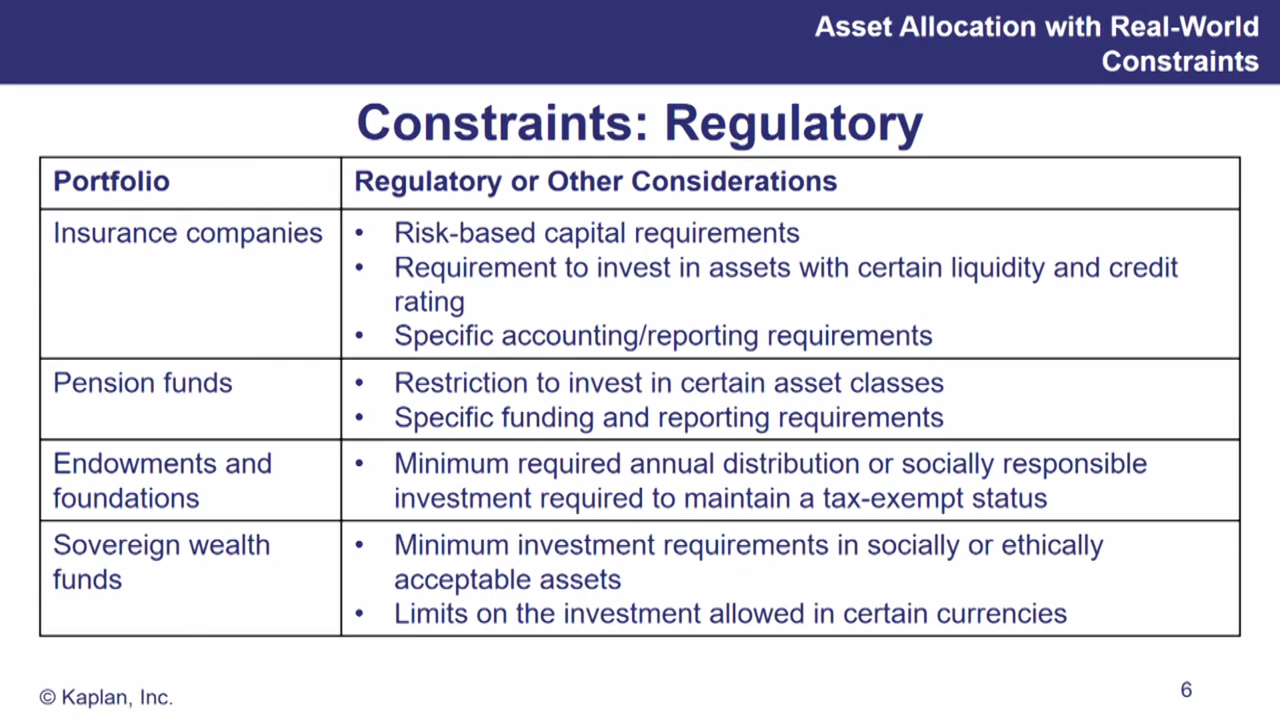 Asset Allocation with Real-World
Constraints
Constraints: Regulatory
Portfolio
Regulatory or Other Considerations
Insurance companies
• Risk-based capital requirements
• Requirement to invest in assets with certain liquidity and credit
rating
• Specific accounting/reporting requirements
Pension funds
• Restriction to invest in certain asset classes
• Specific funding and reporting requirements
Endowments and
foundations
• Minimum required annual distribution or socially responsible
investment required to maintain a tax-exempt status
Sovereign wealth
funds
• Minimum investment requirements in socially or ethically
acceptable assets
• Limits on the investment allowed in certain currencies
© Kaplan, Inc.
6